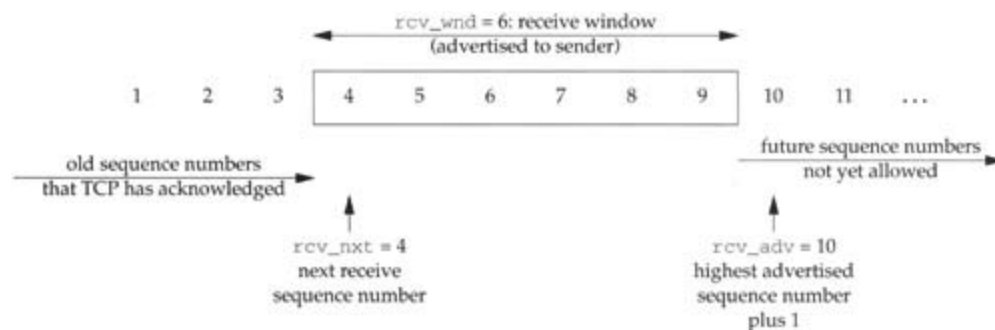 rcv_wnd = 6: receive window
(advertised to sender)
1 2 3 4 5 6 7 8 9 10 11 ...
old sequence numbers
that TCP has acknowledged
future sequence numbers
not yet allowed
rcv_nxt = 4
next receive
sequence number
rcv_adv = 10
highest advertised
sequence number
plus 1